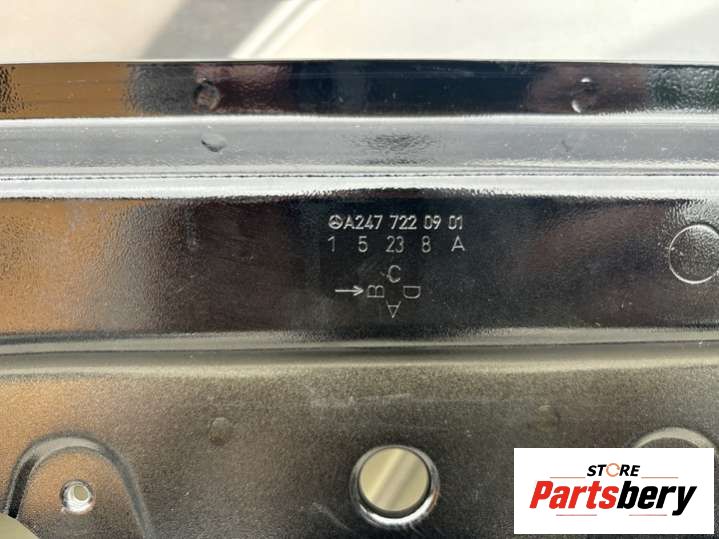 A247 722 09 01
1 5 23 8 A
C
→ B D
A
STORE
Partsbery